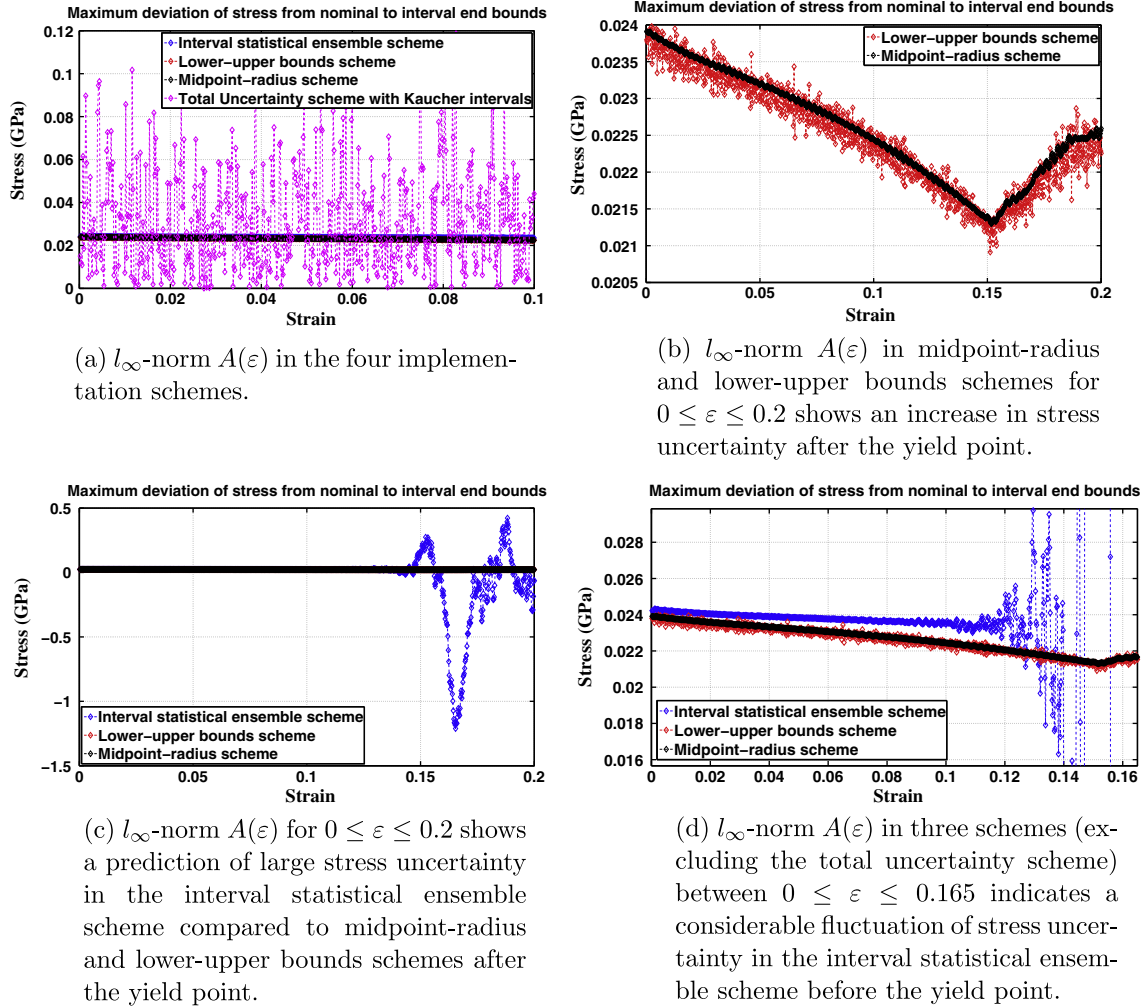 Maximum deviation of stress from nominal to interval end bounds
0.12
0.1
0.08
0.06
0.04
0.02
0
Stress (GPa)
Interval statistical ensemble scheme
Lower−upper bounds scheme
Midpoint−radius scheme
Total Uncertainty scheme with Kaucher intervals
0 0.02 0.04 0.06 0.08 0.1
Strain
(a) l∞-norm A(ε) in the four implemen-
tation schemes.
Maximum deviation of stress from nominal to interval end bounds
0.024
0.0235
0.023
0.0225
0.022
0.0215
0.021
0.0205
Stress (GPa)
Lower−upper bounds scheme
Midpoint−radius scheme
0 0.05 0.1 0.15 0.2
Strain
(b) l∞-norm A(ε) in midpoint-radius
and lower-upper bounds schemes for
0 ≤ ε ≤ 0.2 shows an increase in stress
uncertainty after the yield point.
Maximum deviation of stress from nominal to interval end bounds
0.5
0
−0.5
−1
−1.5
Stress (GPa)
Interval statistical ensemble scheme
Lower−upper bounds scheme
Midpoint−radius scheme
0 0.05 0.1 0.15 0.2
Strain
(c) l∞-norm A(ε) for 0 ≤ ε ≤ 0.2 shows
a prediction of large stress uncertainty
in the interval statistical ensemble
scheme compared to midpoint-radius
and lower-upper bounds schemes after
the yield point.
Maximum deviation of stress from nominal to interval end bounds
0.028
0.026
0.024
0.022
0.02
0.018
0.016
Stress (GPa)
Interval statistical ensemble scheme
Lower−upper bounds scheme
Midpoint−radius scheme
0 0.02 0.04 0.06 0.08 0.1 0.12 0.14 0.16
Strain
(d) l∞-norm A(ε) in three schemes (ex-
cluding the total uncertainty scheme)
between 0 ≤ ε ≤ 0.165 indicates a
considerable fluctuation of stress uncer-
tainty in the interval statistical ensem-
ble scheme before the yield point.